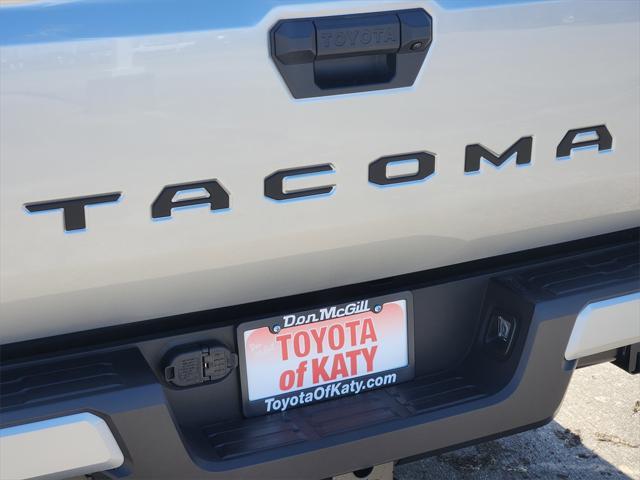 TOYOTA
TACOMA
Don McGill
TOYOTA
of KATY
ToyotaOfKaty.com